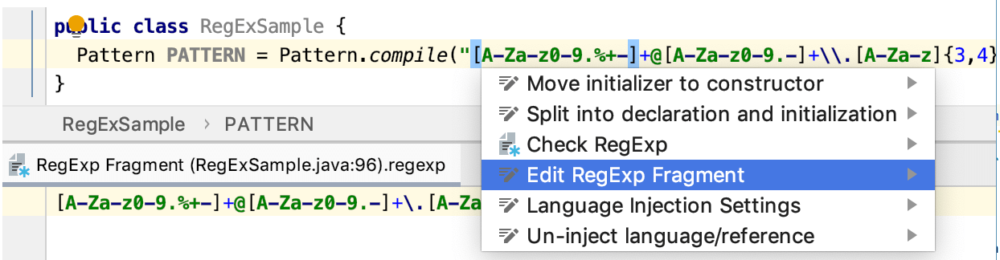 public class RegExSample {
Pattern PATTERN = Pattern.compile("[A-Za-z0-9.%+-]+@[A-Za-z0-9.-]+\\.[A-Za-z]{3,4}
}
Move initializer to constructor
Split into declaration and initialization
RegExSample › PATTERN
Check RegExp
RegExp Fragment (RegExSample.java:96).regexp
Edit RegExp Fragment
[A-Za-z0-9.%+-]+@[A-Za-z0-9.-]+\.[A-Za
Language Injection Settings
Un-inject language/reference